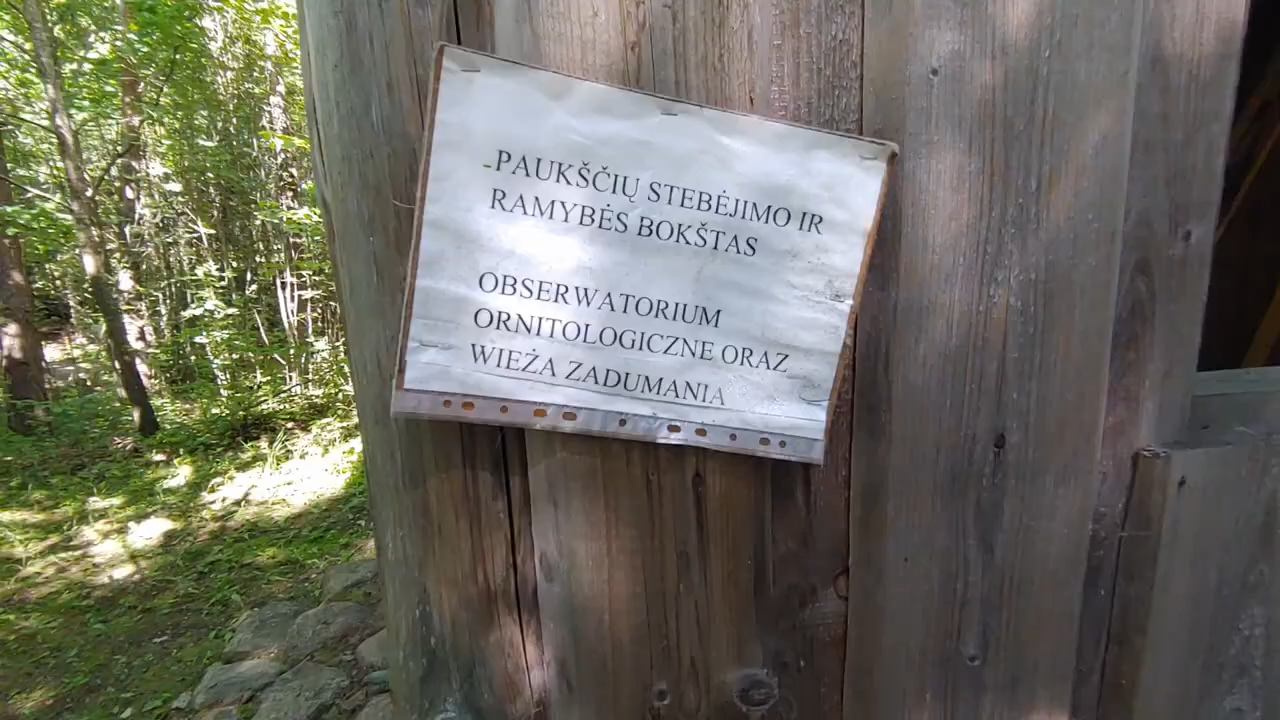 PAUKŠČIŲ STEBĖJIMO IR
RAMYBĖS BOKŠTAS
OBSERWATORIUM
ORNITOLOGICZNE ORAZ
WIEŻA ZADUMANIA